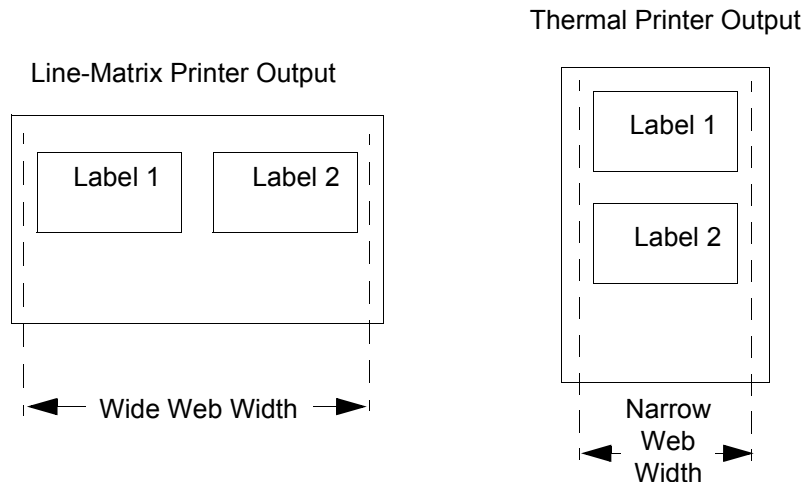 Thermal Printer Output
Line-Matrix Printer Output
Label 1
Label 2
Wide Web Width
Label 1
Label 2
Narrow
Web
Width